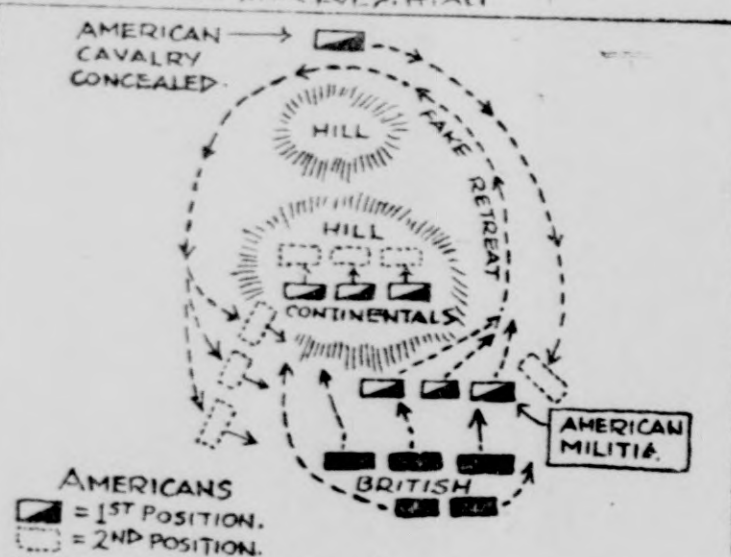 AMERICAN
CAVALRY
CONCEALED.
HILL
FAKE
RETREAT
HILL
CONTINENTALS
AMERICAN
MILITIA.
BRITISH
AMERICANS
= 1ST POSITION.
= 2ND POSITION.